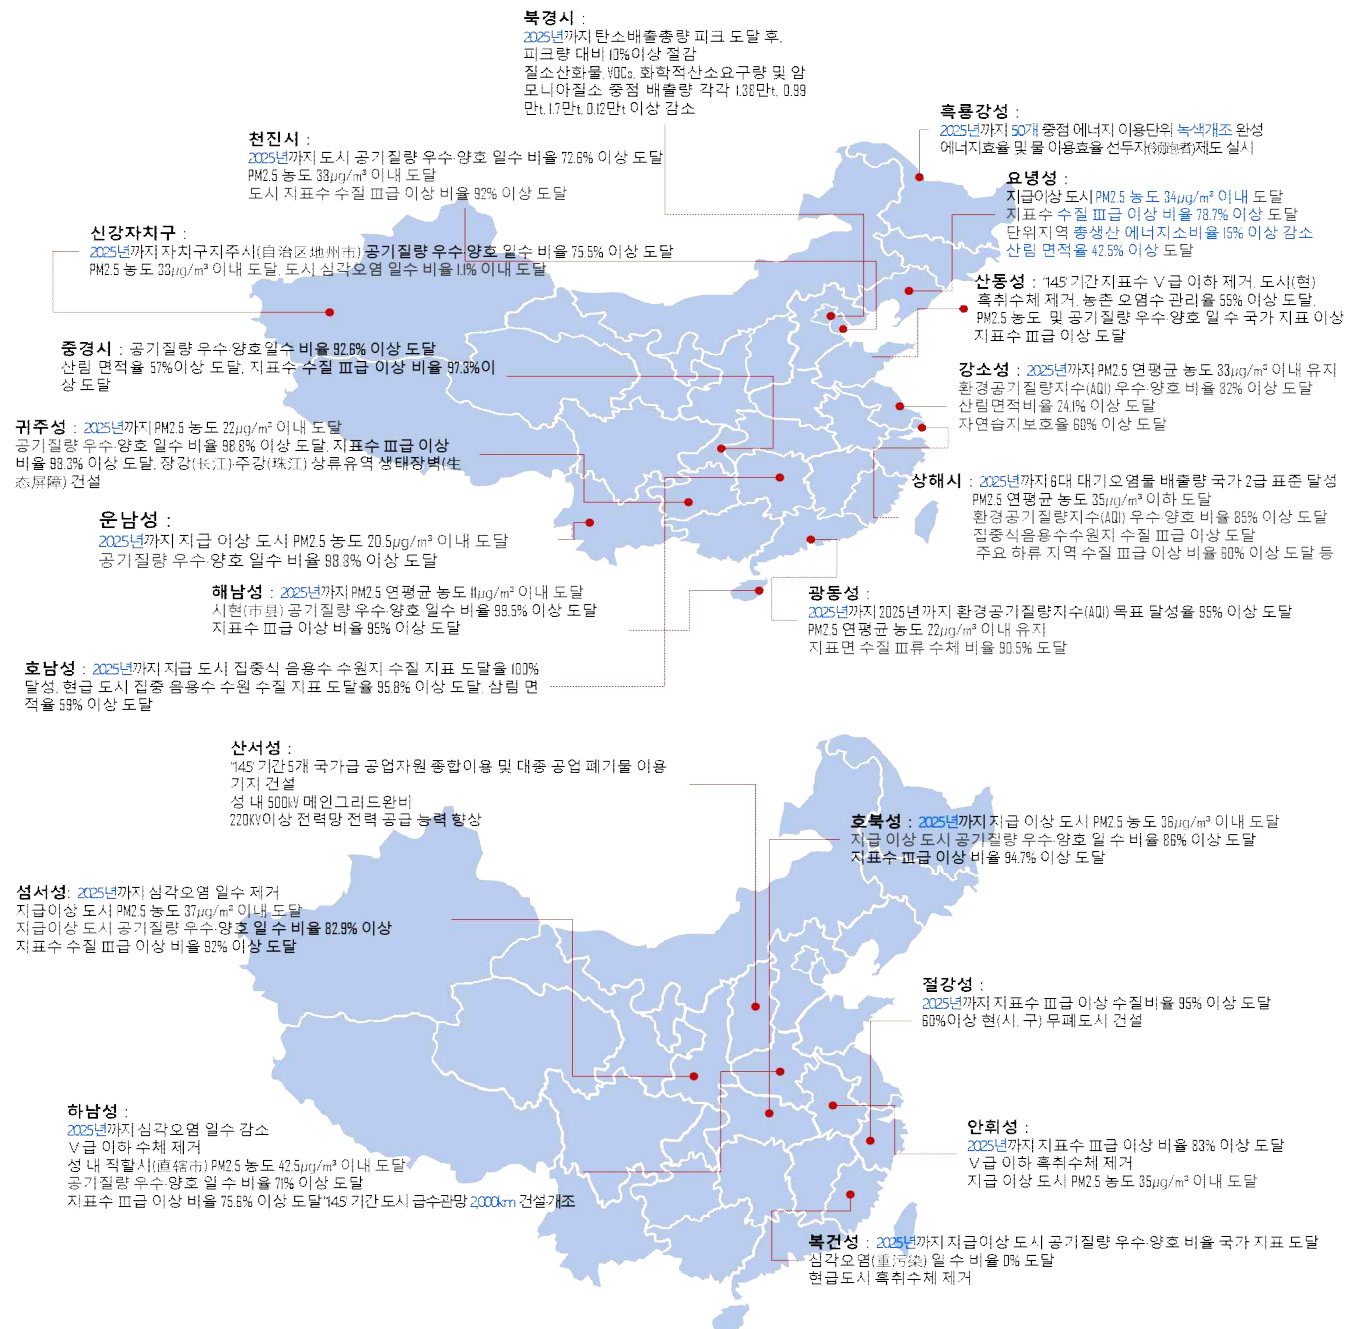 북경시 :
2025년까지 탄소배출총량 피크 도달 후,
피크량 대비 10%이상 절감
질소산화물, VOCs, 화학적산소요구량 및 암
모니아질소 중점 배출량 각각 1.38만t, 0.99
만t, 1.7만t, 0.12만t 이상 감소
흑룡강성 :
2025년까지 50개 중점 에너지 이용단위 녹색개조 완성
에너지효율 및 물 이용효율 선두자(领跑者)제도 실시
천진시 :
2025년까지 도시 공기질량 우수·양호 일수 비율 72.6% 이상 도달
PM2.5 농도 38μg/m³ 이내 도달
도시 지표수 수질 Ⅲ급 이상 비율 92% 이상 도달
요녕성 :
지급이상 도시 PM2.5 농도 34μg/m³ 이내 도달
지표수 수질 Ⅲ급 이상 비율 78.7% 이상 도달
단위지역 총생산 에너지소비율 15% 이상 감소
산림 면적율 42.5% 이상 도달
신강자치구 :
2025년까지 자치구지주시(自治区地州市) 공기질량 우수·양호 일수 비율 75.5% 이상 도달
PM2.5 농도 33μg/m³ 이내 도달, 도시 심각오염 일수 비율 1.1% 이내 도달
산동성 : '14.5' 기간 지표수 Ⅴ급 이하 제거, 도시(현)
흑취수체 제거, 농촌 오염수 관리율 55% 이상 도달,
PM2.5 농도 및 공기질량 우수·양호 일 수 국가 지표 이상
지표수 Ⅲ급 이상 도달
중경시 : 공기질량 우수·양호일수 비율 92.6% 이상 도달
산림 면적율 57%이상 도달, 지표수 수질 Ⅲ급 이상 비율 97.3%이
상 도달
강소성 : 2025년까지 PM2.5 연평균 농도 33μg/m³ 이내 유지
환경공기질량지수(AQI) 우수·양호 비율 82% 이상 도달
산림면적비율 24.1% 이상 도달
자연습지보호율 60% 이상 도달
귀주성 : 2025년까지 PM2.5 농도 22μg/m³ 이내 도달
공기질량 우수·양호 일수 비율 98.8% 이상 도달, 지표수 Ⅲ급 이상
비율 98.3% 이상 도달, 장강(长江)·주강(珠江) 상류유역 생태장벽(生
态屏障) 건설
상해시 : 2025년까지 6대 대기오염물 배출량 국가 2급 표준 달성
PM2.5 연평균 농도 35μg/m³ 이하 도달
환경공기질량지수(AQI) 우수·양호 비율 85% 이상 도달
집중식음용수수원지 수질 Ⅲ급 이상 도달
주요 하류 지역 수질 Ⅲ급 이상 비율 60% 이상 도달 등
운남성 :
2025년까지 지급 이상 도시 PM2.5 농도 20.5μg/m³ 이내 도달
공기질량 우수·양호 일수 비율 98.3% 도달
해남성 : 2025년까지 PM2.5 연평균 농도 11μg/m³ 이내 도달
시현(市县) 공기질량 우수·양호 일수 비율 99.5% 이상 도달
지표수 Ⅲ급 이상 비율 95% 이상 도달
광동성 :
2025년까지 2025년까지 환경공기질량지수(AQI) 목표 달성율 95% 이상 도달
PM2.5 연평균 농도 22μg/m³ 이내 유지
지표면 수질 Ⅲ류 수체 비율 90.5% 도달
호남성 : 2025년까지 지급 도시 집중식 음용수 수원지 수질 지표 도달율 100%
달성, 현급 도시 집중 음용수 수원 수질 지표 도달율 95.8% 이상 도달, 삼림 면
적율 59% 이상 도달
산서성 :
'14.5' 기간 5개 국가급 공업자원 종합이용 및 대종 공업 폐기물 이용
기지 건설
성 내 500kV 메인그리드완비
220KV이상 전력망 전력 공급 능력 향상
호북성 : 2025년까지 지급 이상 도시 PM2.5 농도 36μg/m³ 이내 도달
지급 이상 도시 공기질량 우수·양호 일 수 비율 86% 이상 도달
지표수 Ⅲ급 이상 비율 94.7% 이상 도달
섬서성: 2025년까지 심각오염 일수 제거
지급이상 도시 PM2.5 농도 37μg/m³ 이내 도달
지급이상 도시 공기질량 우수·양호 일 수 비율 82.9% 이상
지표수 수질 Ⅲ급 이상 비율 92% 이상 도달
절강성 :
2025년까지 지표수 Ⅲ급 이상 수질비율 95% 이상 도달
60%이상 현(시, 구) 무폐도시 건설
하남성 :
2025년까지 심각오염 일수 감소
Ⅴ급 이하 수체 제거
성 내 직할시(直辖市) PM2.5 농도 42.5μg/m³ 이내 도달
공기질량 우수·양호 일 수 비율 71% 이상 도달
지표수 Ⅲ급 이상 비율 75.6% 이상 도달'14.5' 기간 도시 급수관망 2,000km 건설·개조
안휘성 :
2025년까지 지표수 Ⅲ급 이상 비율 83% 이상 도달
Ⅴ급 이하 흑취수체 제거
지급 이상 도시 PM2.5 농도 35μg/m³ 이내 도달
복건성 : 2025년까지 지급이상 도시 공기질량 우수·양호 비율 국가 지표 도달
심각오염(重污染) 일 수 비율 0% 도달
현급도시 흑취수체 제거